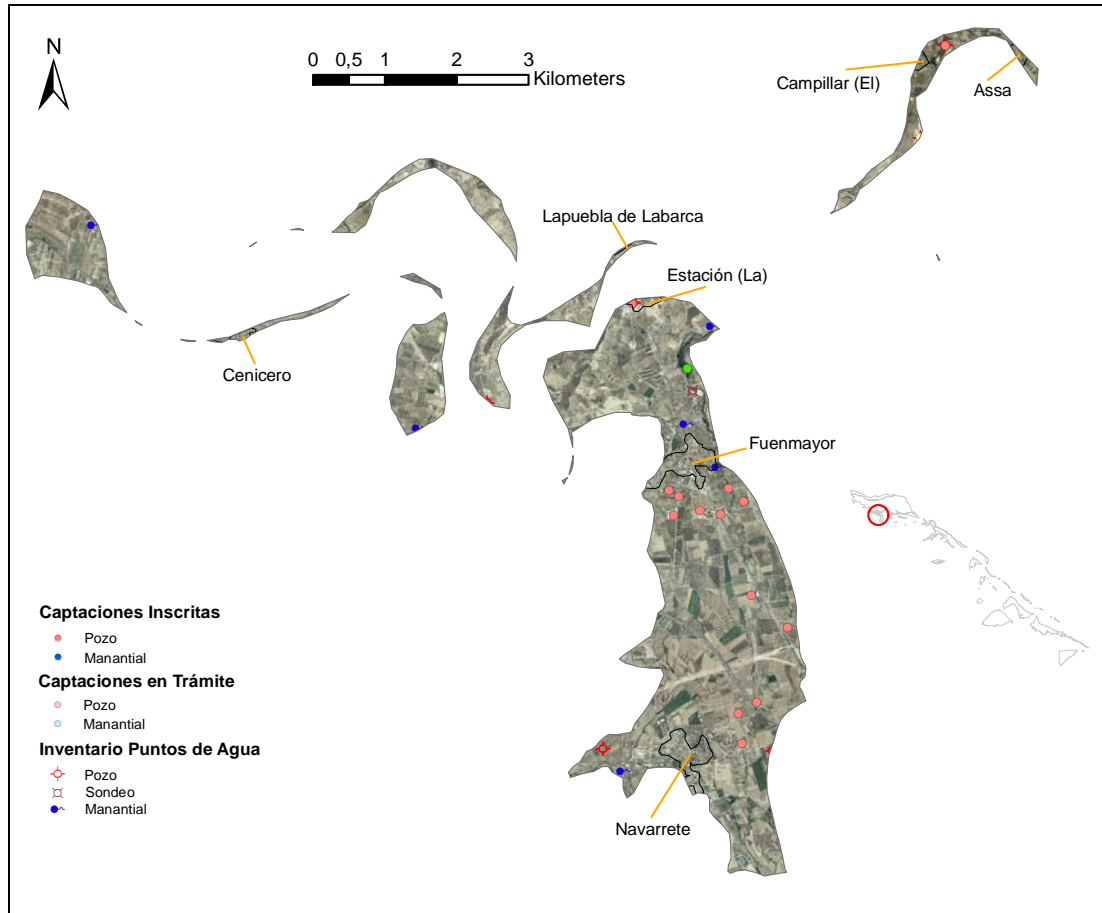 N
0 0,5 1 2 3
Kilometers
Campillar (El)
Assa
Lapuebla de Labarca
Estación (La)
Cenicero
Fuenmayor
Navarrete
Captaciones Inscritas
Pozo
Manantial
Captaciones en Trámite
Pozo
Manantial
Inventario Puntos de Agua
Pozo
Sondeo
Manantial